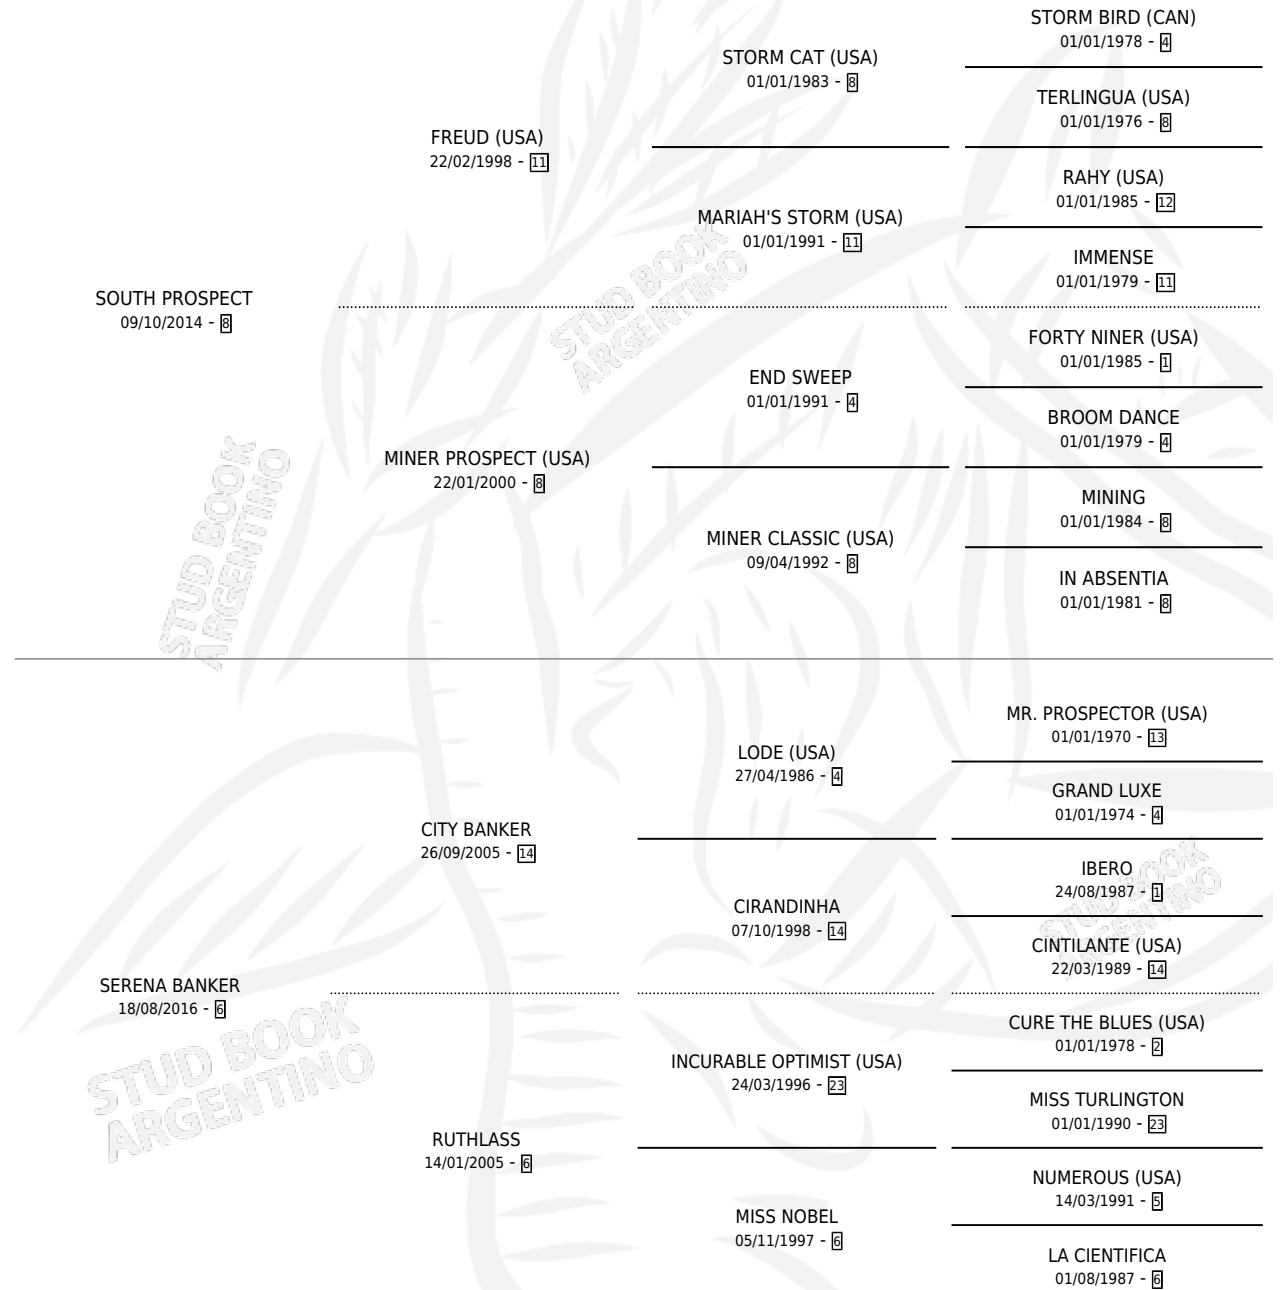 STORM BIRD (CAN)
01/01/1978 - 4
STORM CAT (USA)
01/01/1983 - 8
TERLINGUA (USA)
01/01/1976 - 8
FREUD (USA)
22/02/1998 - 11
RAHY (USA)
01/01/1985 - 12
MARIAH'S STORM (USA)
01/01/1991 - 11
IMMENSE
01/01/1979 - 11
SOUTH PROSPECT
09/10/2014 - 8
STUD BOOK
ARGENTINO
FORTY NINER (USA)
01/01/1985 - 1
END SWEEP
01/01/1991 - 4
BROOM DANCE
01/01/1979 - 4
MINER PROSPECT (USA)
22/01/2000 - 8
MINING
01/01/1984 - 8
MINER CLASSIC (USA)
09/04/1992 - 8
IN ABSENTIA
01/01/1981 - 8
STUD BOOK
ARGENTINO
MR. PROSPECTOR (USA)
01/01/1970 - 13
LODE (USA)
27/04/1986 - 4
GRAND LUXE
01/01/1974 - 4
CITY BANKER
26/09/2005 - 14
IBERO
24/08/1987 - 1
CIRANDINHA
07/10/1998 - 14
CINTILANTE (USA)
22/03/1989 - 14
STUD BOOK
ARGENTINO
SERENA BANKER
18/08/2016 - 6
CURE THE BLUES (USA)
01/01/1978 - 2
INCURABLE OPTIMIST (USA)
24/03/1996 - 23
MISS TURLINGTON
01/01/1990 - 23
STUD BOOK
ARGENTINO
RUTHLASS
14/01/2005 - 6
NUMEROUS (USA)
14/03/1991 - 5
MISS NOBEL
05/11/1997 - 6
LA CIENTIFICA
01/08/1987 - 6